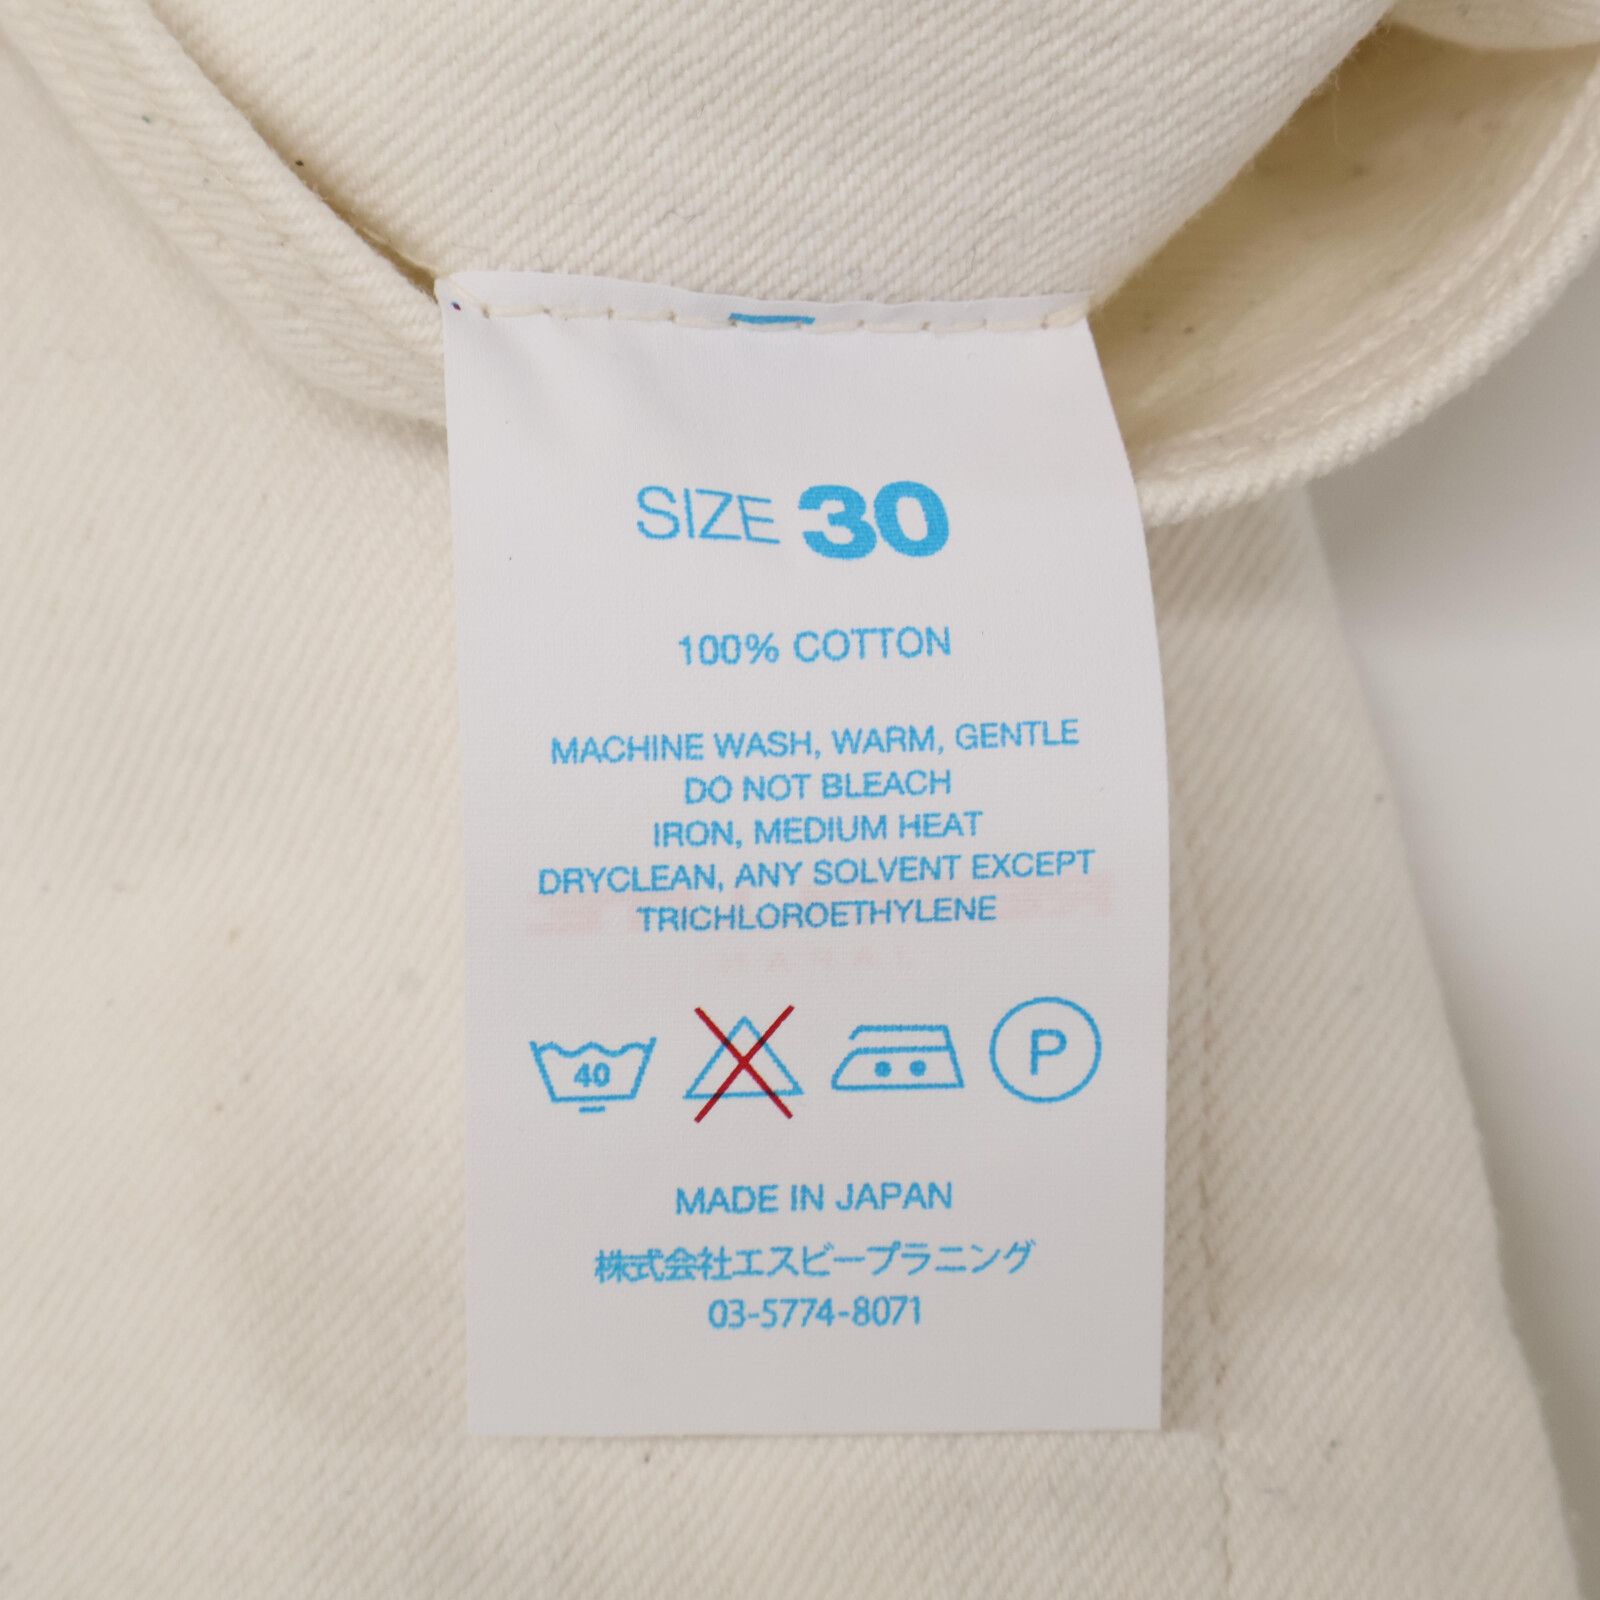 SIZE 30
100% COTTON
MACHINE WASH, WARM, GENTLE
DO NOT BLEACH
IRON, MEDIUM HEAT
DRYCLEAN, ANY SOLVENT EXCEPT
TRICHLOROETHYLENE
40 P
MADE IN JAPAN
株式会社エスビープラニング
03-5774-8071